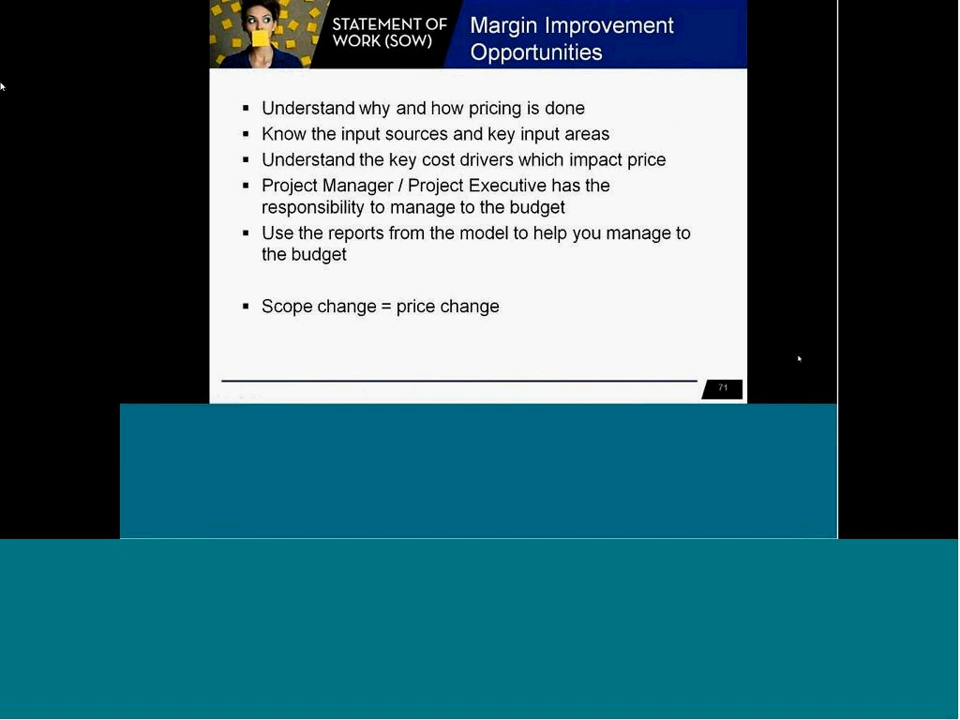 STATEMENT OF
WORK (SOW)
Margin Improvement
Opportunities
▪ Understand why and how pricing is done
▪ Know the input sources and key input areas
▪ Understand the key cost drivers which impact price
▪ Project Manager / Project Executive has the
responsibility to manage to the budget
▪ Use the reports from the model to help you manage to
the budget
▪ Scope change = price change
71